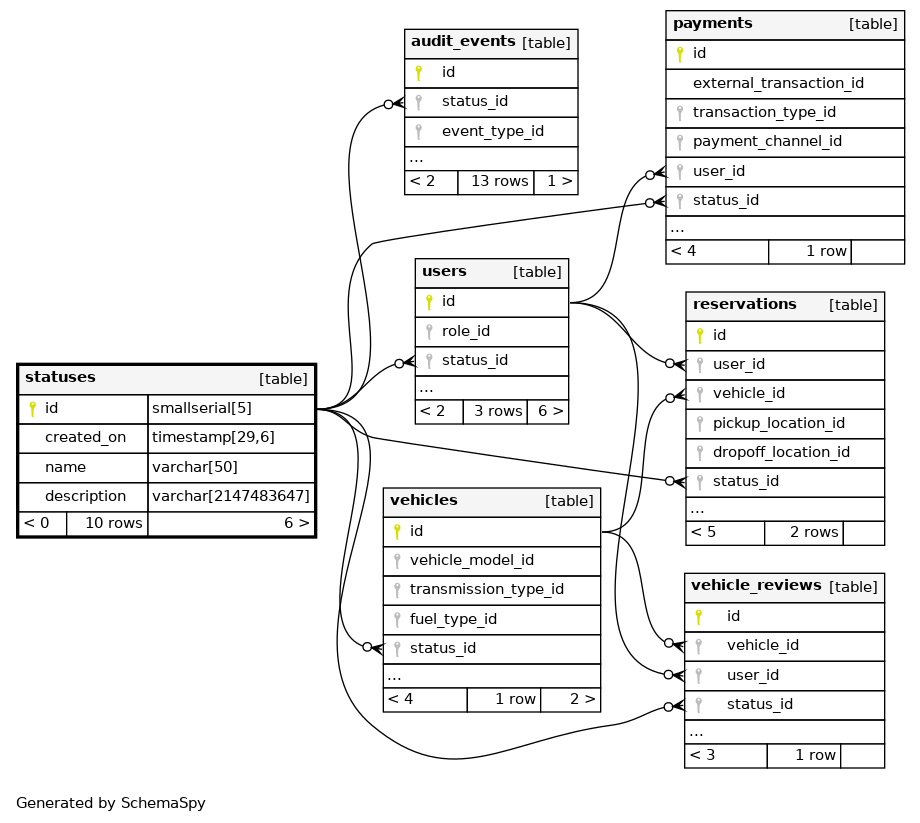 statuses [table]
id smallserial[5]
created_on timestamp[29,6]
name varchar[50]
description varchar[2147483647]
< 0 10 rows 6 >
audit_events [table]
id
status_id
event_type_id
...
< 2 13 rows 1 >
users [table]
id
role_id
status_id
...
< 2 3 rows 6 >
vehicles [table]
id
vehicle_model_id
transmission_type_id
fuel_type_id
status_id
...
< 4 1 row 2 >
payments [table]
id
external_transaction_id
transaction_type_id
payment_channel_id
user_id
status_id
...
< 4 1 row
reservations [table]
id
user_id
vehicle_id
pickup_location_id
dropoff_location_id
status_id
...
< 5 2 rows
vehicle_reviews [table]
id
vehicle_id
user_id
status_id
...
< 3 1 row
Generated by SchemaSpy